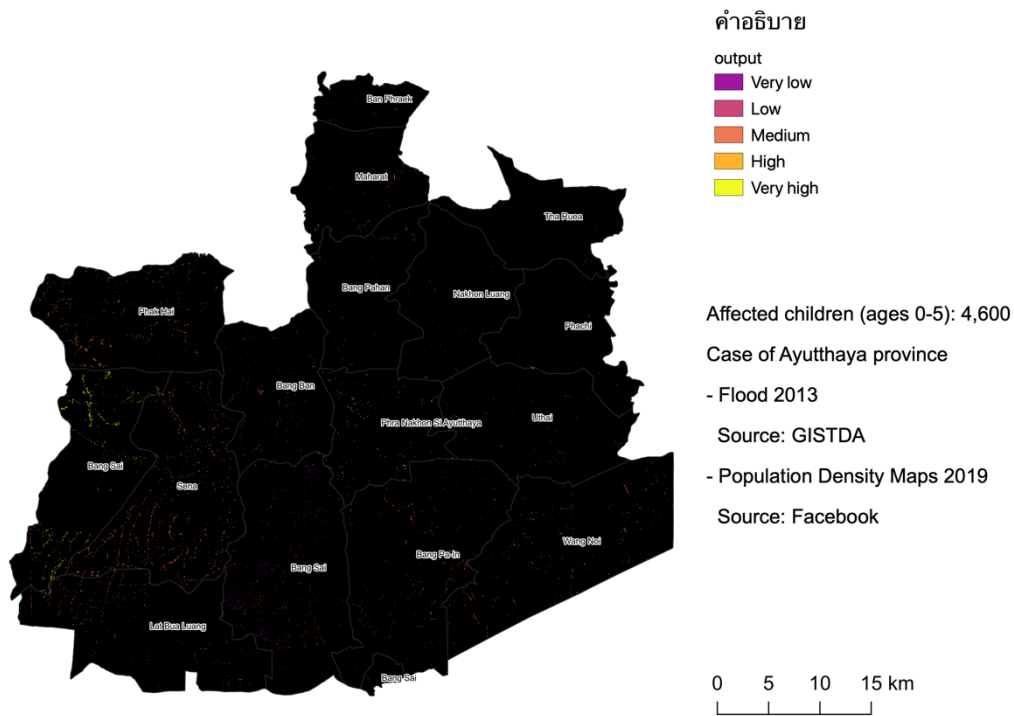 คำอธิบาย
output
Very low
Low
Medium
High
Very high
Ban Phraek
Maharat
Tha Ruea
Bang Pahan
Nakhon Luang
Phak Hai
Phachi
Bang Ban
Phra Nakhon Si Ayutthaya
Uthai
Bang Sai
Sena
Bang Sai
Bang Pa-In
Wang Noi
Lat Bua Luang
Bang Sai
Affected children (ages 0-5): 4,600
Case of Ayutthaya province
- Flood 2013
Source: GISTDA
- Population Density Maps 2019
Source: Facebook
0 5 10 15 km